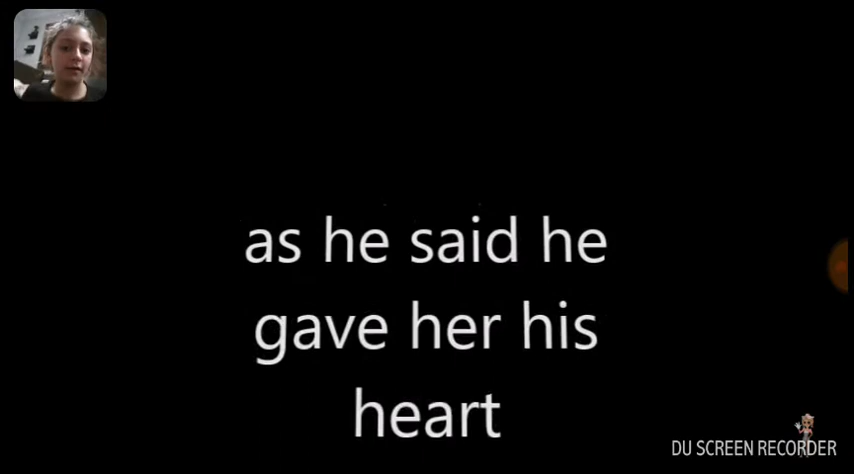 as he said he
gave her his
heart
DU SCREEN RECORDER